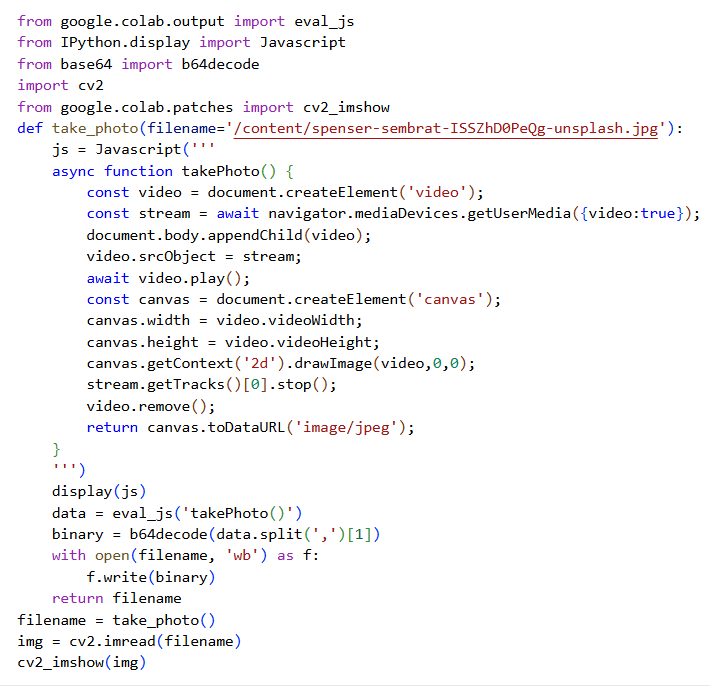 from google.colab.output import eval_js
from IPython.display import Javascript
from base64 import b64decode
import cv2
from google.colab.patches import cv2_imshow
def take_photo(filename='/content/spenser-sembrat-ISSZhD0PeQg-unsplash.jpg'):
    js = Javascript('''
    async function takePhoto() {
        const video = document.createElement('video');
        const stream = await navigator.mediaDevices.getUserMedia({video:true});
        document.body.appendChild(video);
        video.srcObject = stream;
        await video.play();
        const canvas = document.createElement('canvas');
        canvas.width = video.videoWidth;
        canvas.height = video.videoHeight;
        canvas.getContext('2d').drawImage(video,0,0);
        stream.getTracks()[0].stop();
        video.remove();
        return canvas.toDataURL('image/jpeg');
    }
    ''')
    display(js)
    data = eval_js('takePhoto()')
    binary = b64decode(data.split(',')[1])
    with open(filename, 'wb') as f:
        f.write(binary)
    return filename
filename = take_photo()
img = cv2.imread(filename)
cv2_imshow(img)